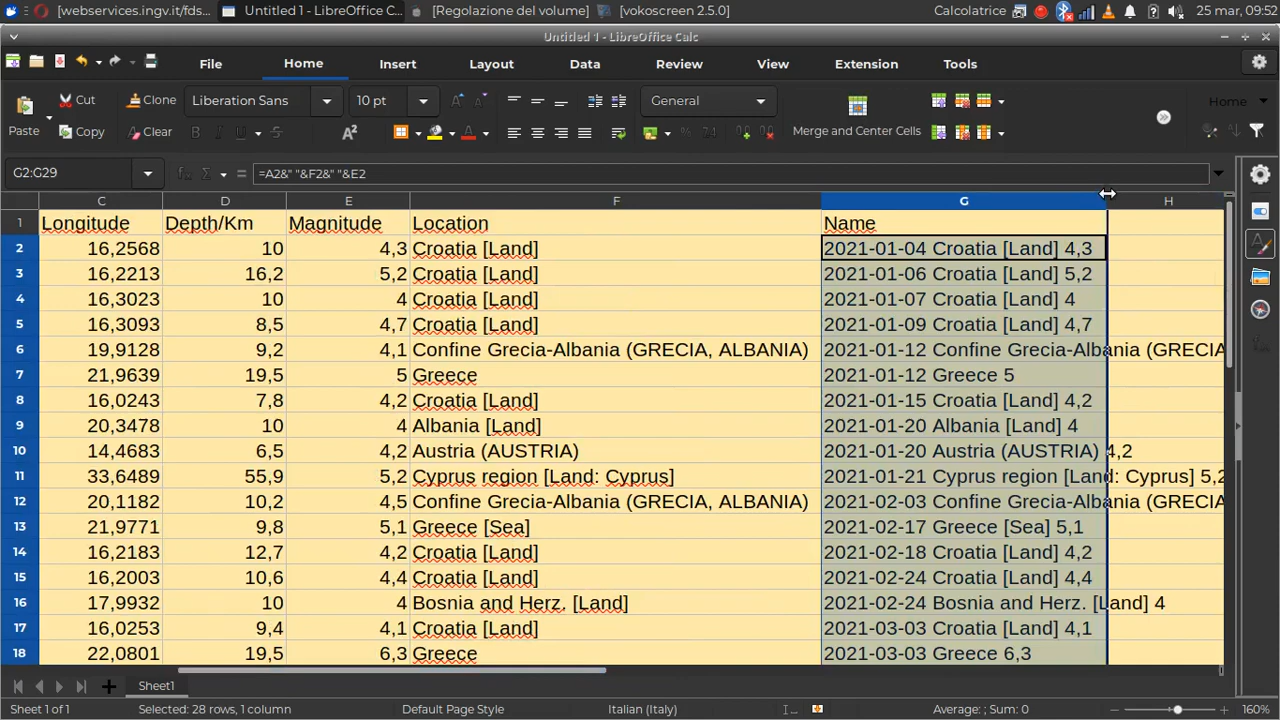 [webservices.ingv.it/fds... Untitled 1 - LibreOffice C... [Regolazione del volume] [vokoscreen 2.5.0] Calcolatrice 25 mar, 09:52
Untitled 1 - LibreOffice Calc
File Home Insert Layout Data Review View Extension Tools
Paste Cut Copy Clone Clear Liberation Sans 10 pt General Merge and Center Cells Home
G2:G29 =A2&" "&F2&" "&E2
C D E F G H
1 Longitude Depth/Km Magnitude Location Name
2 16,2568 10 4,3 Croatia [Land] 2021-01-04 Croatia [Land] 4,3
3 16,2213 16,2 5,2 Croatia [Land] 2021-01-06 Croatia [Land] 5,2
4 16,3023 10 4 Croatia [Land] 2021-01-07 Croatia [Land] 4
5 16,3093 8,5 4,7 Croatia [Land] 2021-01-09 Croatia [Land] 4,7
6 19,9128 9,2 4,1 Confine Grecia-Albania (GRECIA, ALBANIA) 2021-01-12 Confine Grecia-Albania (GRECIA
7 21,9639 19,5 5 Greece 2021-01-12 Greece 5
8 16,0243 7,8 4,2 Croatia [Land] 2021-01-15 Croatia [Land] 4,2
9 20,3478 10 4 Albania [Land] 2021-01-20 Albania [Land] 4
10 14,4683 6,5 4,2 Austria (AUSTRIA) 2021-01-20 Austria (AUSTRIA) 4,2
11 33,6489 55,9 5,2 Cyprus region [Land: Cyprus] 2021-01-21 Cyprus region [Land: Cyprus] 5,2
12 20,1182 10,2 4,5 Confine Grecia-Albania (GRECIA, ALBANIA) 2021-02-03 Confine Grecia-Albania (GRECIA
13 21,9771 9,8 5,1 Greece [Sea] 2021-02-17 Greece [Sea] 5,1
14 16,2183 12,7 4,2 Croatia [Land] 2021-02-18 Croatia [Land] 4,2
15 16,2003 10,6 4,4 Croatia [Land] 2021-02-24 Croatia [Land] 4,4
16 17,9932 10 4 Bosnia and Herz. [Land] 2021-02-24 Bosnia and Herz. [Land] 4
17 16,0253 9,4 4,1 Croatia [Land] 2021-03-03 Croatia [Land] 4,1
18 22,0801 19,5 6,3 Greece 2021-03-03 Greece 6,3
Sheet1
Sheet 1 of 1 Selected: 28 rows, 1 column Default Page Style Italian (Italy) Average: ; Sum: 0 160%